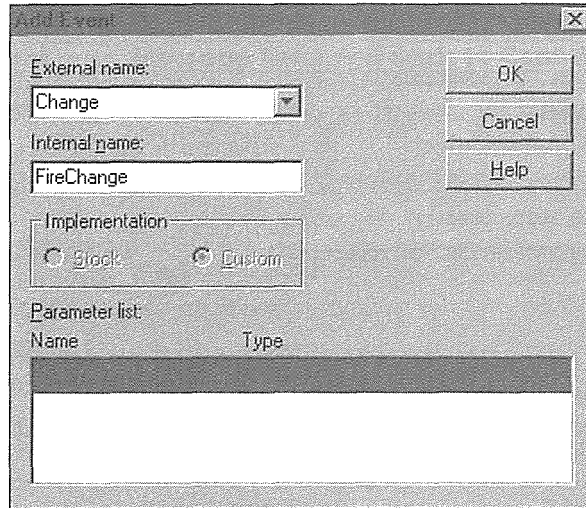 Add Event
External name:
OK
Change
Cancel
Internal name:
Help
FireChange
Implementation
Stock
Custom
Parameter list:
Name Type